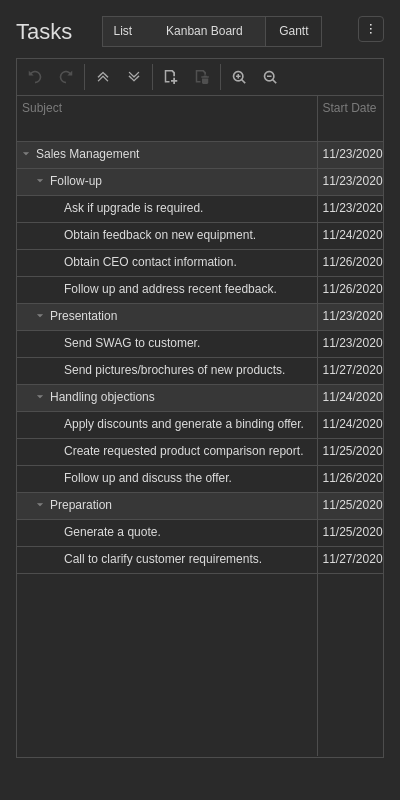 Tasks
List Kanban Board Gantt
Subject Start Date
Sales Management 11/23/2020
Follow-up 11/23/2020
Ask if upgrade is required. 11/23/2020
Obtain feedback on new equipment. 11/24/2020
Obtain CEO contact information. 11/26/2020
Follow up and address recent feedback. 11/26/2020
Presentation 11/23/2020
Send SWAG to customer. 11/23/2020
Send pictures/brochures of new products. 11/27/2020
Handling objections 11/24/2020
Apply discounts and generate a binding offer. 11/24/2020
Create requested product comparison report. 11/25/2020
Follow up and discuss the offer. 11/26/2020
Preparation 11/25/2020
Generate a quote. 11/25/2020
Call to clarify customer requirements. 11/27/2020